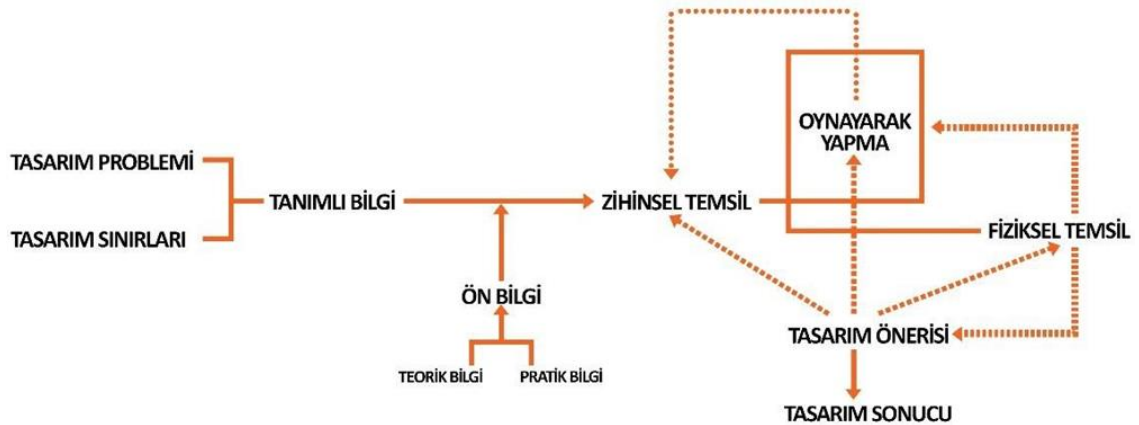 OYNAYARAK
YAPMA
TASARIM PROBLEMİ
TANIMLI BİLGİ
ZİHİNSEL TEMSİL
TASARIM SINIRLARI
FİZİKSEL TEMSİL
ÖN BİLGİ
TASARIM ÖNERİSİ
TEORİK BİLGİ
PRATİK BİLGİ
TASARIM SONUCU